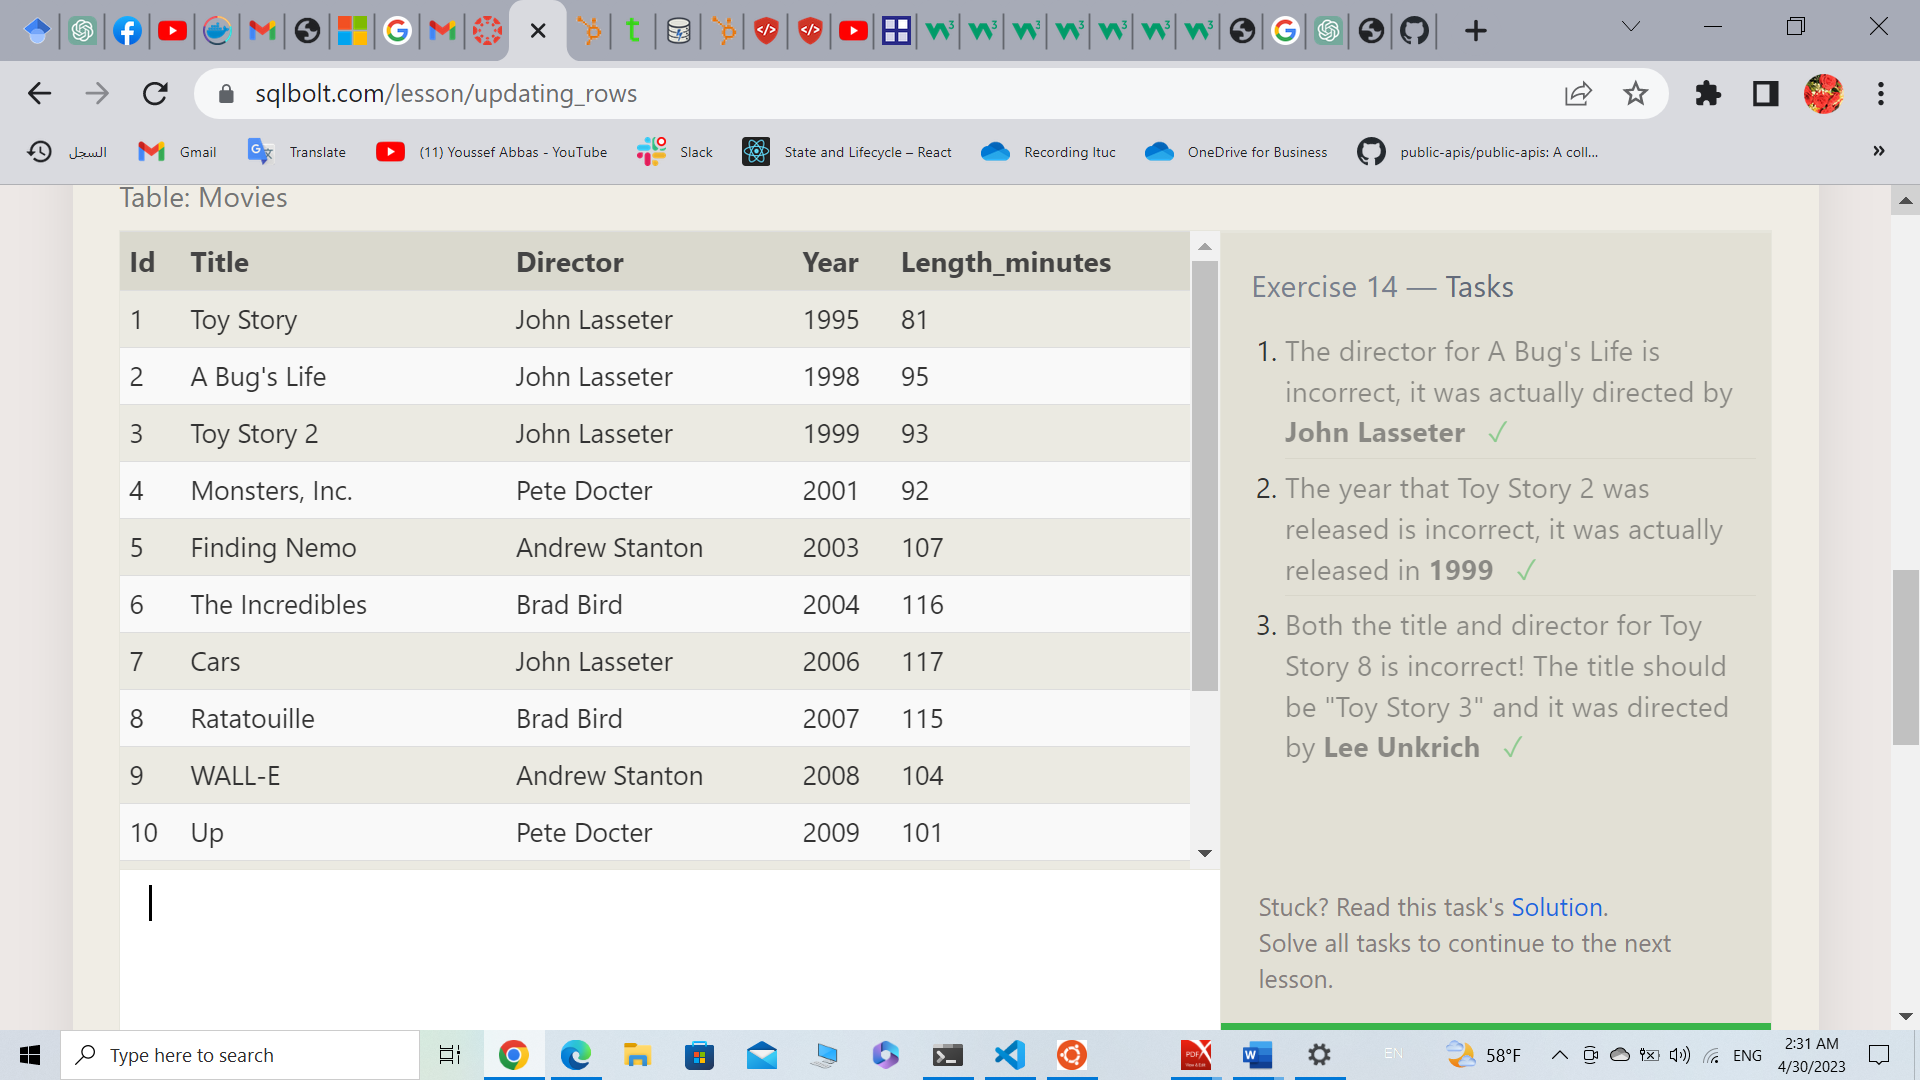 sqlbolt.com/lesson/updating_rows
السجل Gmail Translate (11) Youssef Abbas - YouTube Slack State and Lifecycle – React Recording ltuc OneDrive for Business public-apis/public-apis: A coll... »
Table: Movies
Id Title Director Year Length_minutes
1 Toy Story John Lasseter 1995 81
2 A Bug's Life John Lasseter 1998 95
3 Toy Story 2 John Lasseter 1999 93
4 Monsters, Inc. Pete Docter 2001 92
5 Finding Nemo Andrew Stanton 2003 107
6 The Incredibles Brad Bird 2004 116
7 Cars John Lasseter 2006 117
8 Ratatouille Brad Bird 2007 115
9 WALL-E Andrew Stanton 2008 104
10 Up Pete Docter 2009 101
Exercise 14 — Tasks
1. The director for A Bug's Life is
incorrect, it was actually directed by
John Lasseter ✓
2. The year that Toy Story 2 was
released is incorrect, it was actually
released in 1999 ✓
3. Both the title and director for Toy
Story 8 is incorrect! The title should
be "Toy Story 3" and it was directed
by Lee Unkrich ✓
Stuck? Read this task's Solution.
Solve all tasks to continue to the next
lesson.
Type here to search
EN
58°F
ENG
2:31 AM
4/30/2023